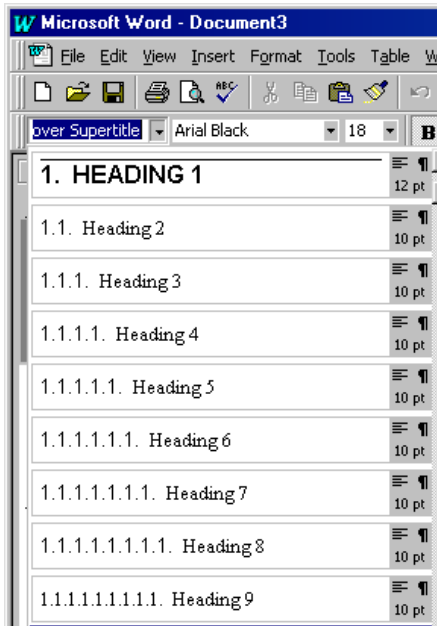 Microsoft Word - Document3
File Edit View Insert Format Tools Table W
ABC
over Supertitle Arial Black 18 B
1. HEADING 1
12 pt
1.1. Heading 2
10 pt
1.1.1. Heading 3
10 pt
1.1.1.1. Heading 4
10 pt
1.1.1.1.1. Heading 5
10 pt
1.1.1.1.1.1. Heading 6
10 pt
1.1.1.1.1.1.1. Heading 7
10 pt
1.1.1.1.1.1.1.1. Heading 8
10 pt
1.1.1.1.1.1.1.1.1. Heading 9
10 pt